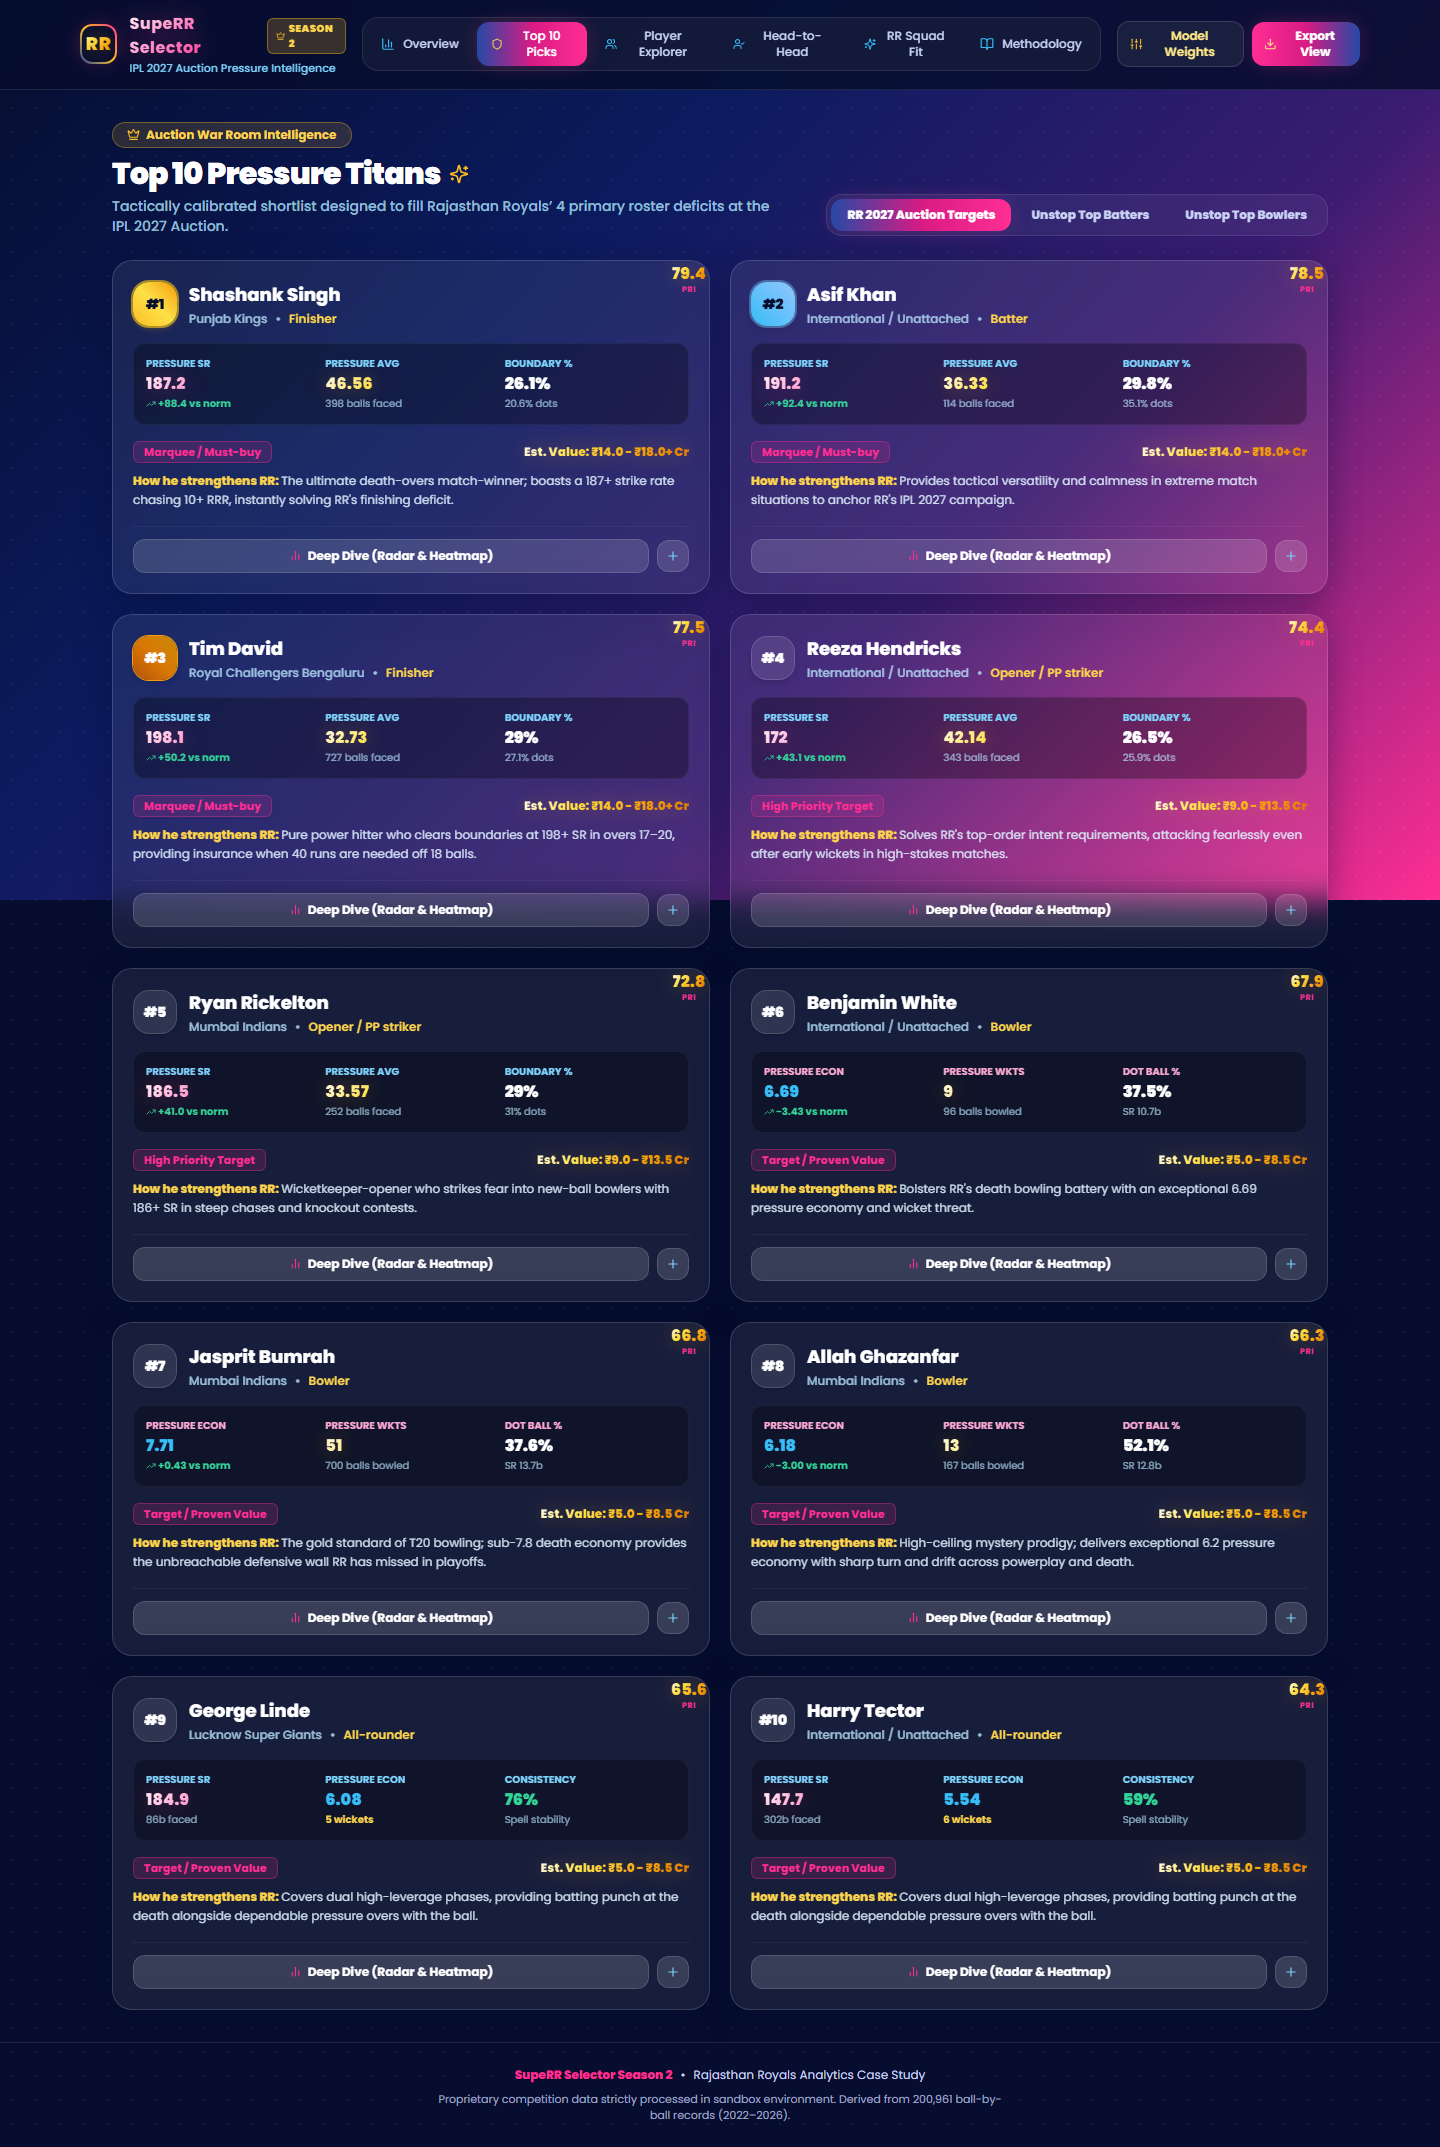 RR
SupeRR
Selector
SEASON
2
IPL 2027 Auction Pressure Intelligence
Overview
Top 10
Picks
Player
Explorer
Head-to-
Head
RR Squad
Fit
Methodology
Model
Weights
Export
View
Auction War Room Intelligence
Top 10 Pressure Titans
Tactically calibrated shortlist designed to fill Rajasthan Royals’ 4 primary roster deficits at the
IPL 2027 Auction.
RR 2027 Auction Targets
Unstop Top Batters
Unstop Top Bowlers
79.4
PRI
#1
Shashank Singh
Punjab Kings • Finisher
PRESSURE SR PRESSURE AVG BOUNDARY %
187.2 46.56 26.1%
+88.4 vs norm 398 balls faced 20.6% dots
Marquee / Must-buy
Est. Value: ₹14.0 - ₹18.0+ Cr
How he strengthens RR: The ultimate death-overs match-winner; boasts a 187+ strike rate
chasing 10+ RRR, instantly solving RR's finishing deficit.
Deep Dive (Radar & Heatmap) +
78.5
PRI
#2
Asif Khan
International / Unattached • Batter
PRESSURE SR PRESSURE AVG BOUNDARY %
191.2 36.33 29.8%
+92.4 vs norm 114 balls faced 35.1% dots
Marquee / Must-buy
Est. Value: ₹14.0 - ₹18.0+ Cr
How he strengthens RR: Provides tactical versatility and calmness in extreme match
situations to anchor RR's IPL 2027 campaign.
Deep Dive (Radar & Heatmap) +
77.5
PRI
#3
Tim David
Royal Challengers Bengaluru • Finisher
PRESSURE SR PRESSURE AVG BOUNDARY %
198.1 32.73 29%
+50.2 vs norm 727 balls faced 27.1% dots
Marquee / Must-buy
Est. Value: ₹14.0 - ₹18.0+ Cr
How he strengthens RR: Pure power hitter who clears boundaries at 198+ SR in overs 17–20,
providing insurance when 40 runs are needed off 18 balls.
Deep Dive (Radar & Heatmap) +
74.4
PRI
#4
Reeza Hendricks
International / Unattached • Opener / PP striker
PRESSURE SR PRESSURE AVG BOUNDARY %
172 42.14 26.5%
+43.1 vs norm 343 balls faced 25.9% dots
High Priority Target
Est. Value: ₹9.0 - ₹13.5 Cr
How he strengthens RR: Solves RR's top-order intent requirements, attacking fearlessly even
after early wickets in high-stakes matches.
Deep Dive (Radar & Heatmap) +
72.8
PRI
#5
Ryan Rickelton
Mumbai Indians • Opener / PP striker
PRESSURE SR PRESSURE AVG BOUNDARY %
186.5 33.57 29%
+41.0 vs norm 252 balls faced 31% dots
High Priority Target
Est. Value: ₹9.0 - ₹13.5 Cr
How he strengthens RR: Wicketkeeper-opener who strikes fear into new-ball bowlers with
186+ SR in steep chases and knockout contests.
Deep Dive (Radar & Heatmap) +
67.9
PRI
#6
Benjamin White
International / Unattached • Bowler
PRESSURE ECON PRESSURE WKTS DOT BALL %
6.69 9 37.5%
-3.43 vs norm 96 balls bowled SR 10.7b
Target / Proven Value
Est. Value: ₹5.0 - ₹8.5 Cr
How he strengthens RR: Bolsters RR's death bowling battery with an exceptional 6.69
pressure economy and wicket threat.
Deep Dive (Radar & Heatmap) +
66.8
PRI
#7
Jasprit Bumrah
Mumbai Indians • Bowler
PRESSURE ECON PRESSURE WKTS DOT BALL %
7.71 51 37.6%
+0.43 vs norm 700 balls bowled SR 13.7b
Target / Proven Value
Est. Value: ₹5.0 - ₹8.5 Cr
How he strengthens RR: The gold standard of T20 bowling; sub-7.8 death economy provides
the unbreachable defensive wall RR has missed in playoffs.
Deep Dive (Radar & Heatmap) +
66.3
PRI
#8
Allah Ghazanfar
Mumbai Indians • Bowler
PRESSURE ECON PRESSURE WKTS DOT BALL %
6.18 13 52.1%
-3.00 vs norm 167 balls bowled SR 12.8b
Target / Proven Value
Est. Value: ₹5.0 - ₹8.5 Cr
How he strengthens RR: High-ceiling mystery prodigy; delivers exceptional 6.2 pressure
economy with sharp turn and drift across powerplay and death.
Deep Dive (Radar & Heatmap) +
65.6
PRI
#9
George Linde
Lucknow Super Giants • All-rounder
PRESSURE SR PRESSURE ECON CONSISTENCY
184.9 6.08 76%
86b faced 5 wickets Spell stability
Target / Proven Value
Est. Value: ₹5.0 - ₹8.5 Cr
How he strengthens RR: Covers dual high-leverage phases, providing batting punch at the
death alongside dependable pressure overs with the ball.
Deep Dive (Radar & Heatmap) +
64.3
PRI
#10
Harry Tector
International / Unattached • All-rounder
PRESSURE SR PRESSURE ECON CONSISTENCY
147.7 5.54 59%
302b faced 6 wickets Spell stability
Target / Proven Value
Est. Value: ₹5.0 - ₹8.5 Cr
How he strengthens RR: Covers dual high-leverage phases, providing batting punch at the
death alongside dependable pressure overs with the ball.
Deep Dive (Radar & Heatmap) +
SupeRR Selector Season 2 • Rajasthan Royals Analytics Case Study
Proprietary competition data strictly processed in sandbox environment. Derived from 200,961 ball-by-
ball records (2022–2026).